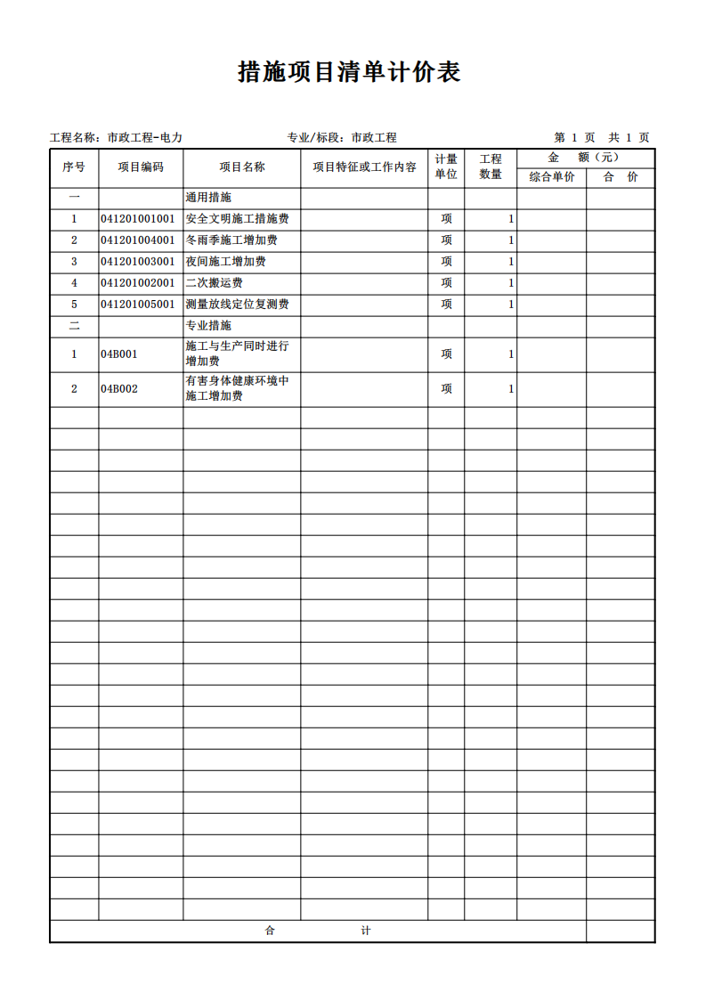 措施项目清单计价表
工程名称: 市政工程-电力 专业/标段: 市政工程 第 1 页 共 1 页
序号 项目编码 项目名称 项目特征或工作内容 计量单位 工程数量 金 额（元）
综合单价 合 价
一 通用措施
1 041201001001 安全文明施工措施费 项 1
2 041201004001 冬雨季施工增加费 项 1
3 041201003001 夜间施工增加费 项 1
4 041201002001 二次搬运费 项 1
5 041201005001 测量放线定位复测费 项 1
二 专业措施
1 04B001 施工与生产同时进行增加费 项 1
2 04B002 有害身体健康环境中施工增加费 项 1
合 计